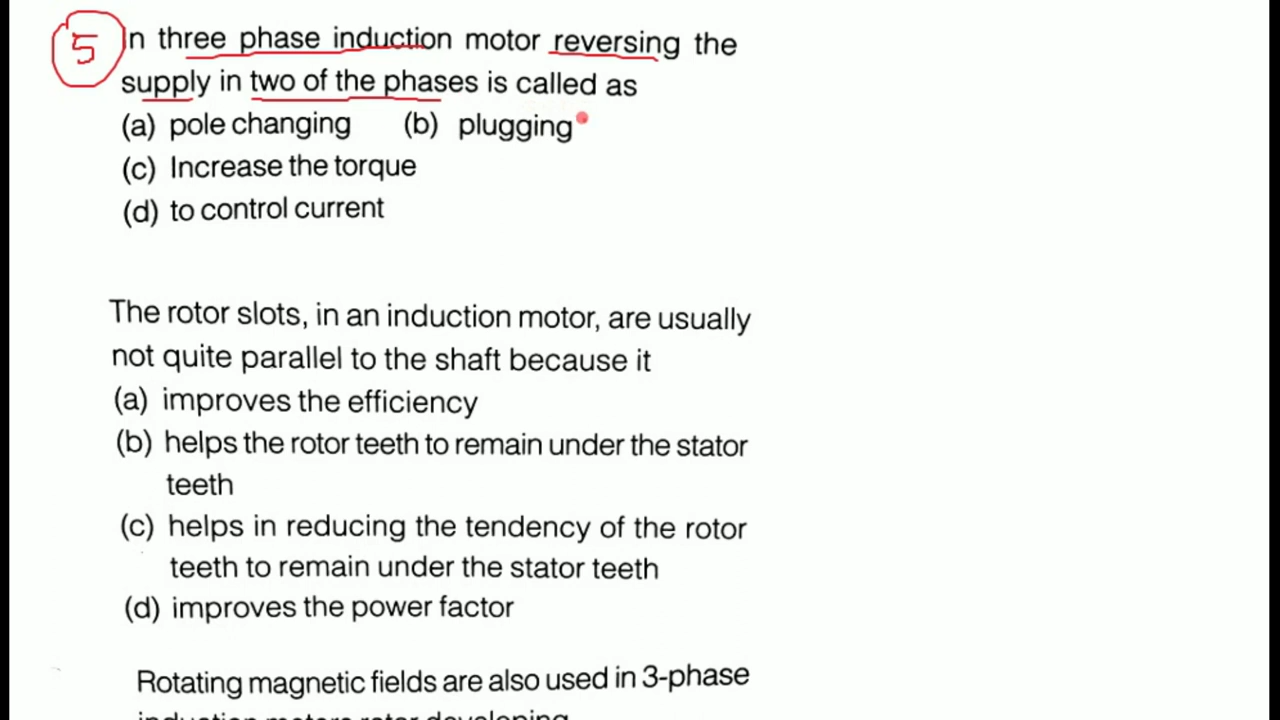 5 In three phase induction motor reversing the
supply in two of the phases is called as
(a) pole changing (b) plugging
(c) Increase the torque
(d) to control current
The rotor slots, in an induction motor, are usually
not quite parallel to the shaft because it
(a) improves the efficiency
(b) helps the rotor teeth to remain under the stator
teeth
(c) helps in reducing the tendency of the rotor
teeth to remain under the stator teeth
(d) improves the power factor
Rotating magnetic fields are also used in 3-phase
induction motors rotor developing